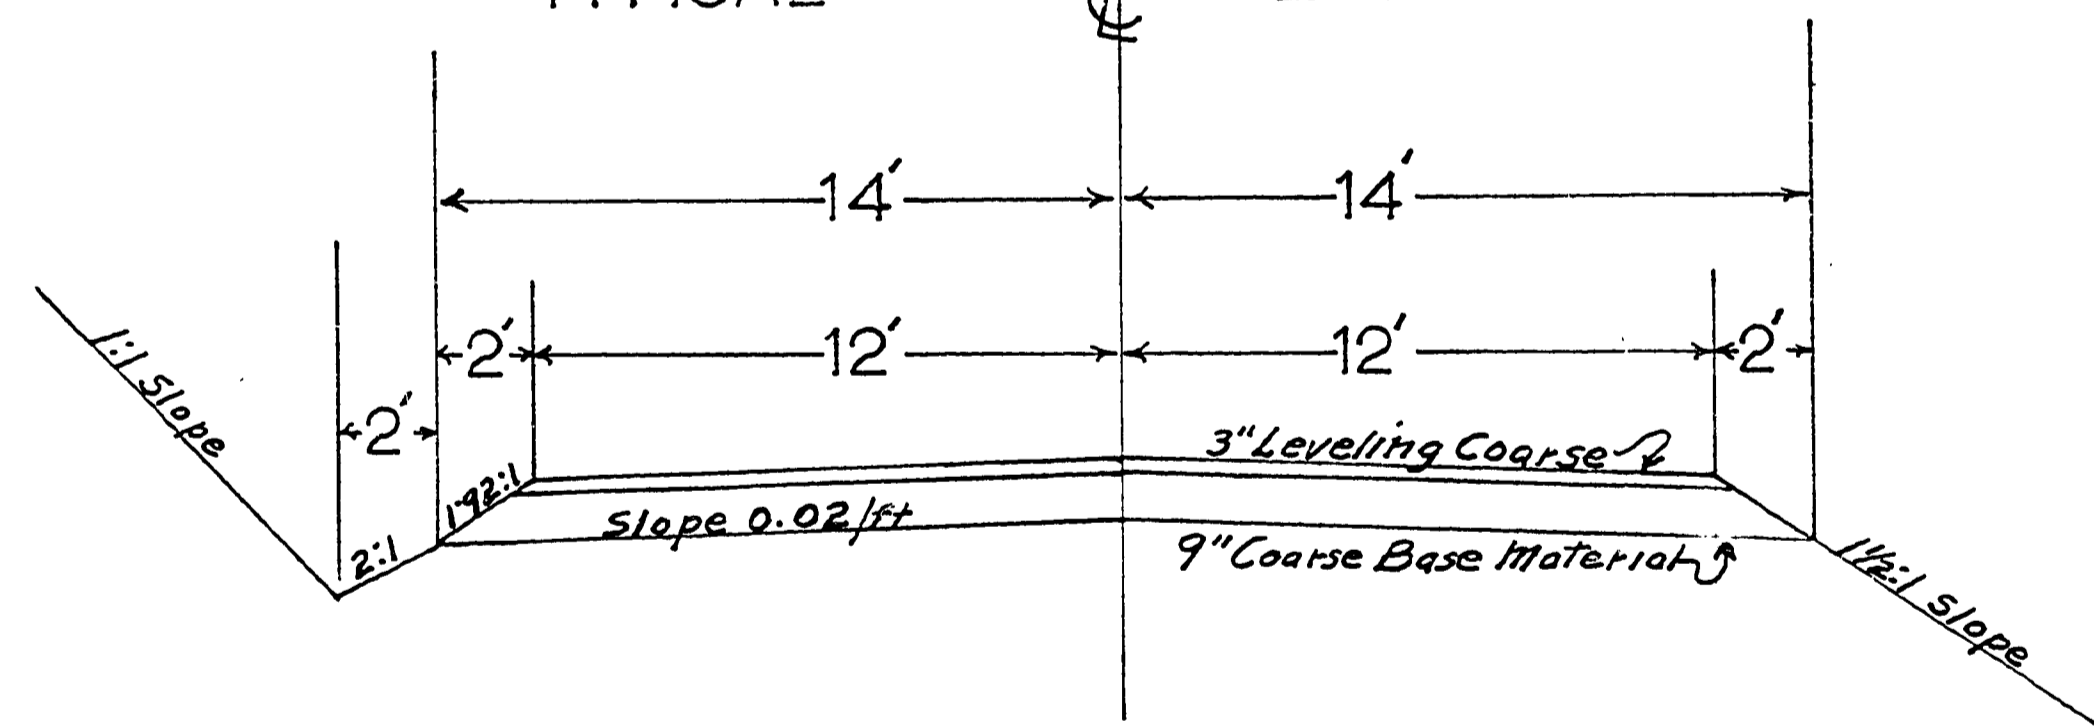 14' 14'
2' 12' 12' 2'
2'
1:1 Slope
3" Leveling Coarse
1.92:1
Slope 0.02/ft
2:1
9" Coarse Base Material
1½:1 Slope